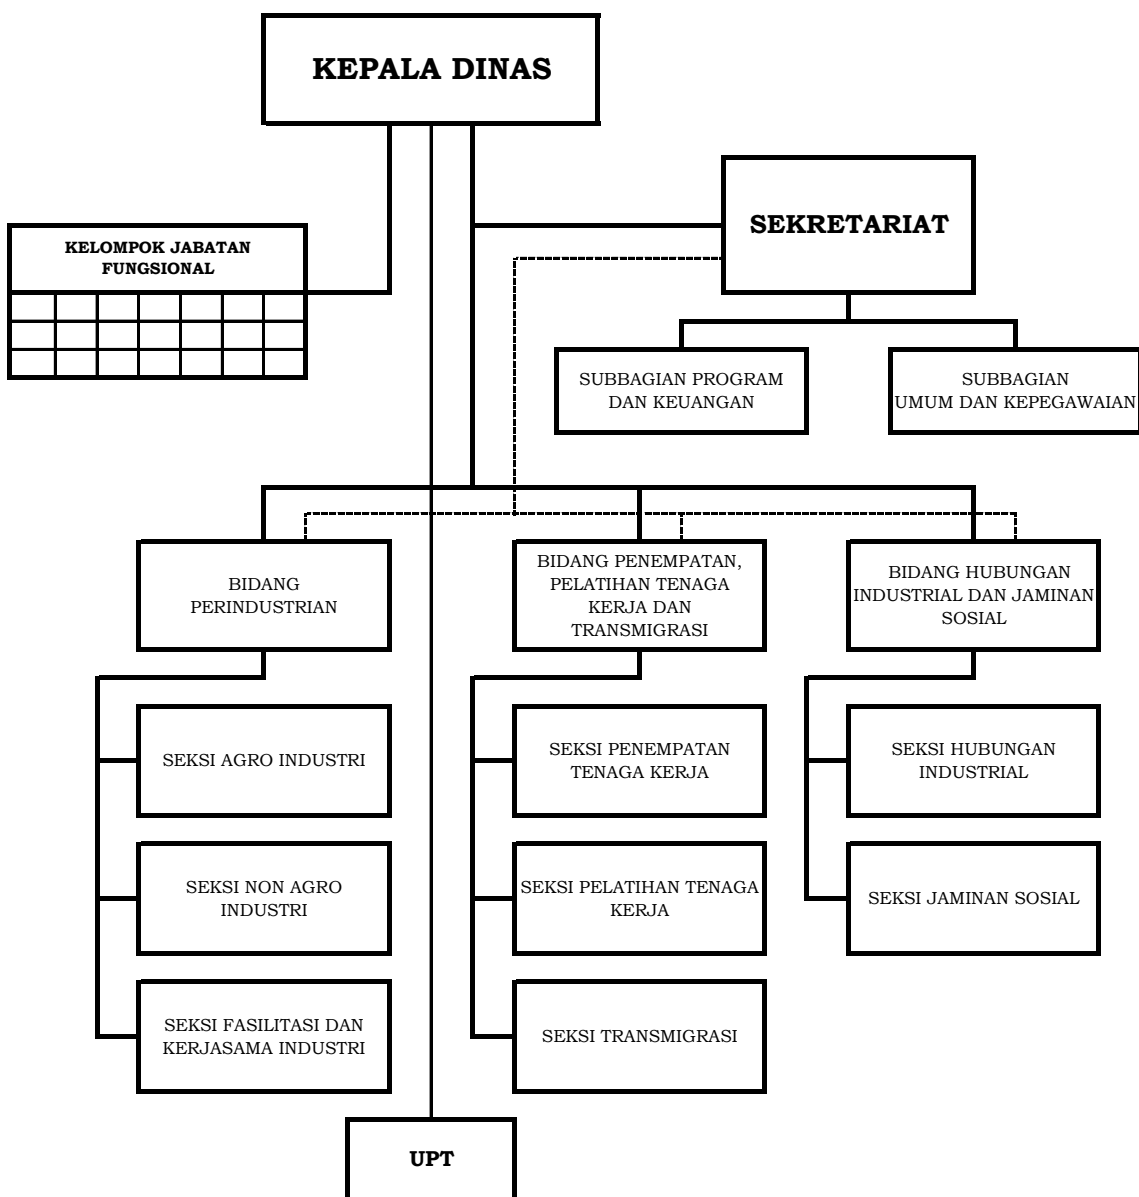 KEPALA DINAS
SEKRETARIAT
KELOMPOK JABATAN
FUNGSIONAL
SUBBAGIAN PROGRAM
DAN KEUANGAN
SUBBAGIAN
UMUM DAN KEPEGAWAIAN
BIDANG
PERINDUSTRIAN
BIDANG PENEMPATAN,
PELATIHAN TENAGA
KERJA DAN
TRANSMIGRASI
BIDANG HUBUNGAN
INDUSTRIAL DAN JAMINAN
SOSIAL
SEKSI AGRO INDUSTRI
SEKSI PENEMPATAN
TENAGA KERJA
SEKSI HUBUNGAN
INDUSTRIAL
SEKSI NON AGRO
INDUSTRI
SEKSI PELATIHAN TENAGA
KERJA
SEKSI JAMINAN SOSIAL
SEKSI FASILITASI DAN
KERJASAMA INDUSTRI
SEKSI TRANSMIGRASI
UPT